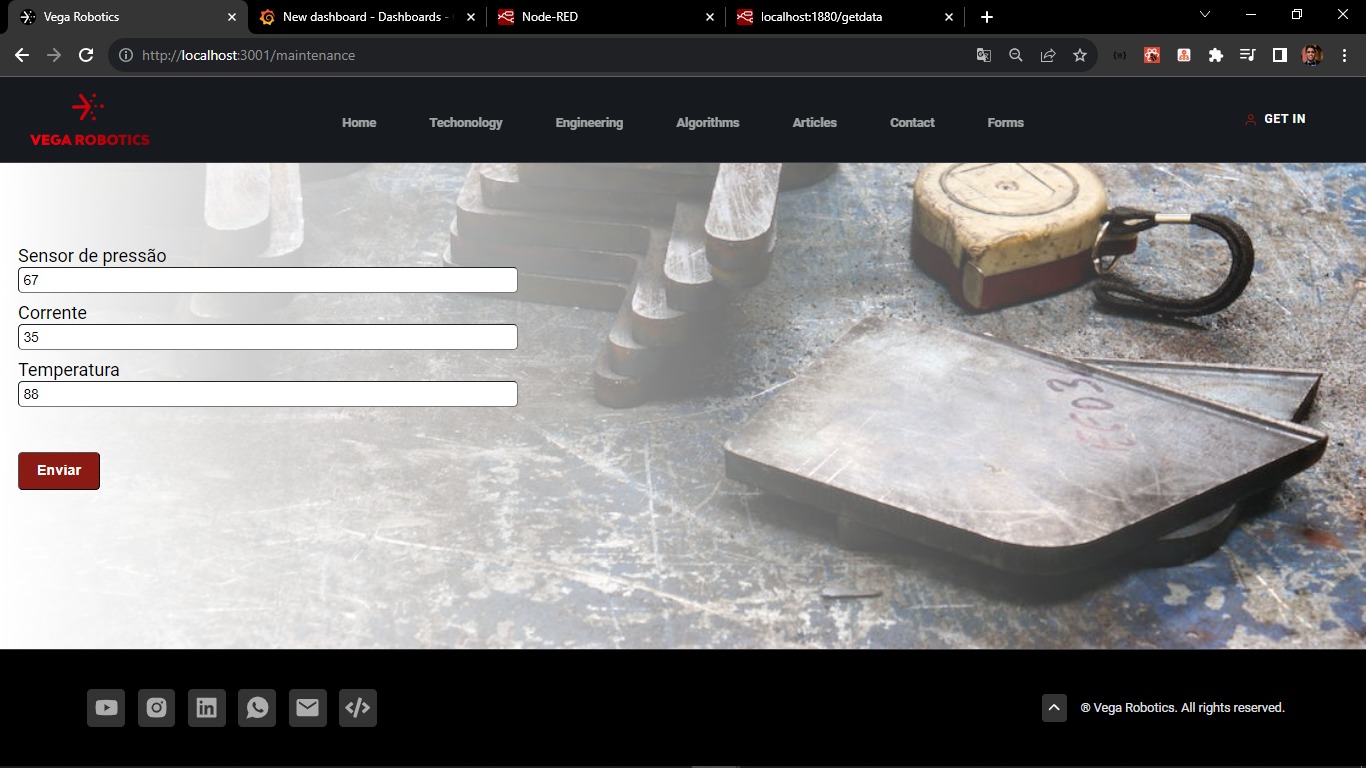 Vega Robotics
New dashboard - Dashboards -
Node-RED
localhost:1880/getdata
http://localhost:3001/maintenance
VEGA ROBOTICS
Home
Techonology
Engineering
Algorithms
Articles
Contact
Forms
GET IN
Sensor de pressão
67
Corrente
35
Temperatura
88
Enviar
® Vega Robotics. All rights reserved.